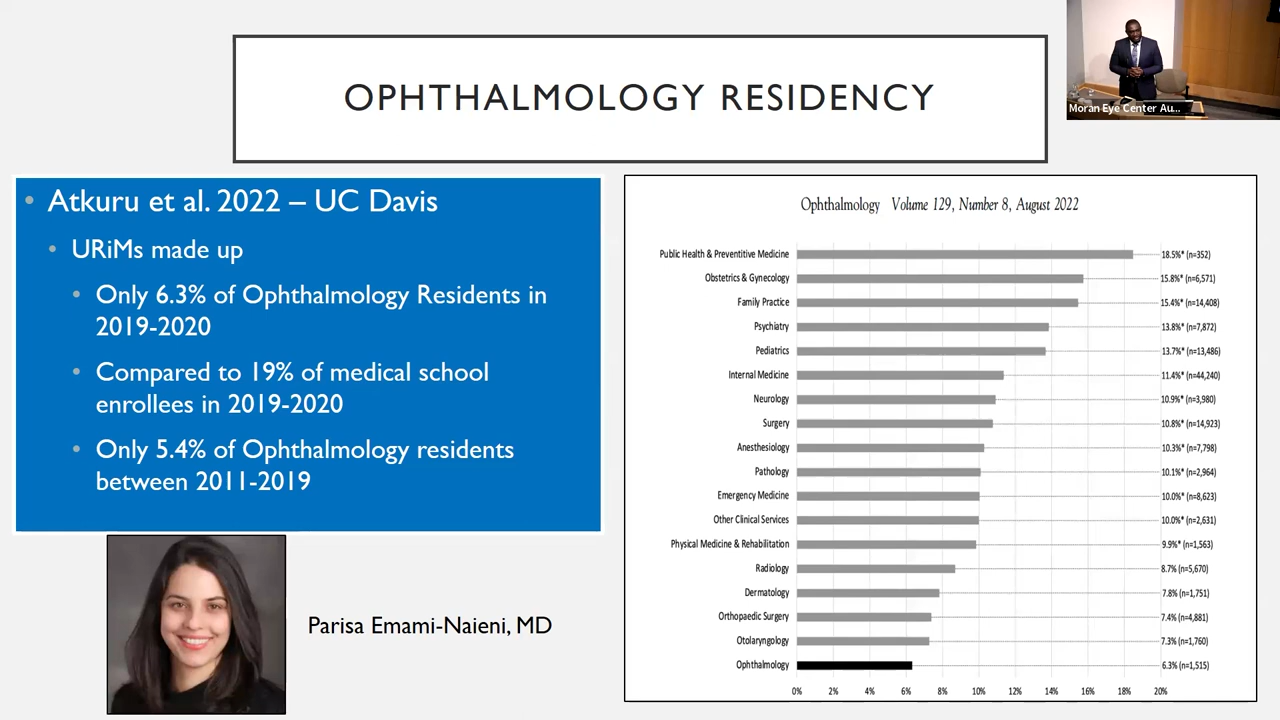 OPHTHALMOLOGY RESIDENCY
Moran Eye Center Au...
• Atkuru et al. 2022 – UC Davis
• URiMs made up
• Only 6.3% of Ophthalmology Residents in
2019-2020
• Compared to 19% of medical school
enrollees in 2019-2020
• Only 5.4% of Ophthalmology residents
between 2011-2019
Parisa Emami-Naieni, MD
Ophthalmology Volume 129, Number 8, August 2022
Public Health & Preventitive Medicine 18.5%* (n=352)
Obstetrics & Gynecology 15.8%* (n=6,571)
Family Practice 15.4%* (n=14,408)
Psychiatry 13.8%* (n=7,872)
Pediatrics 13.7%* (n=13,486)
Internal Medicine 11.4%* (n=44,240)
Neurology 10.9%* (n=3,980)
Surgery 10.8%* (n=14,923)
Anesthesiology 10.3%* (n=7,798)
Pathology 10.1%* (n=2,964)
Emergency Medicine 10.0%* (n=8,623)
Other Clinical Services 10.0%* (n=2,631)
Physical Medicine & Rehabilitation 9.9%* (n=1,563)
Radiology 8.7% (n=5,670)
Dermatology 7.8% (n=1,751)
Orthopaedic Surgery 7.4% (n=4,881)
Otolaryngology 7.3% (n=1,760)
Ophthalmology 6.3% (n=1,515)
0% 2% 4% 6% 8% 10% 12% 14% 16% 18% 20%